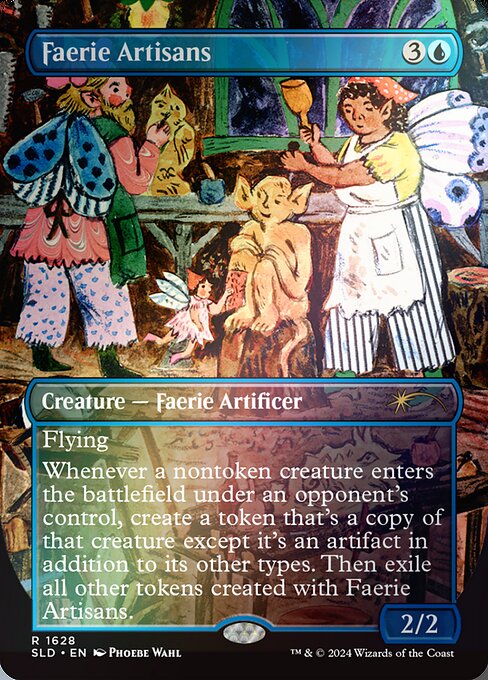 Faerie Artisans 3
Creature — Faerie Artificer
Flying
Whenever a nontoken creature enters
the battlefield under an opponent's
control, create a token that's a copy of
that creature except it's an artifact in
addition to its other types. Then exile
all other tokens created with Faerie
Artisans.
2/2
R 1628
SLD • EN Phoebe Wahl
™ & © 2024 Wizards of the Coast